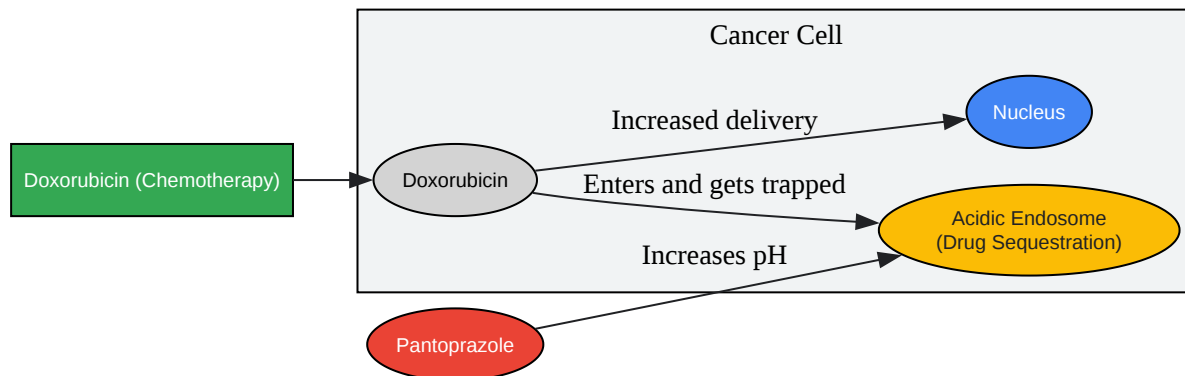 Cancer Cell
Nucleus
Increased delivery
Doxorubicin (Chemotherapy)
Doxorubicin
Enters and gets trapped
Acidic Endosome
(Drug Sequestration)
Increases pH
Pantoprazole